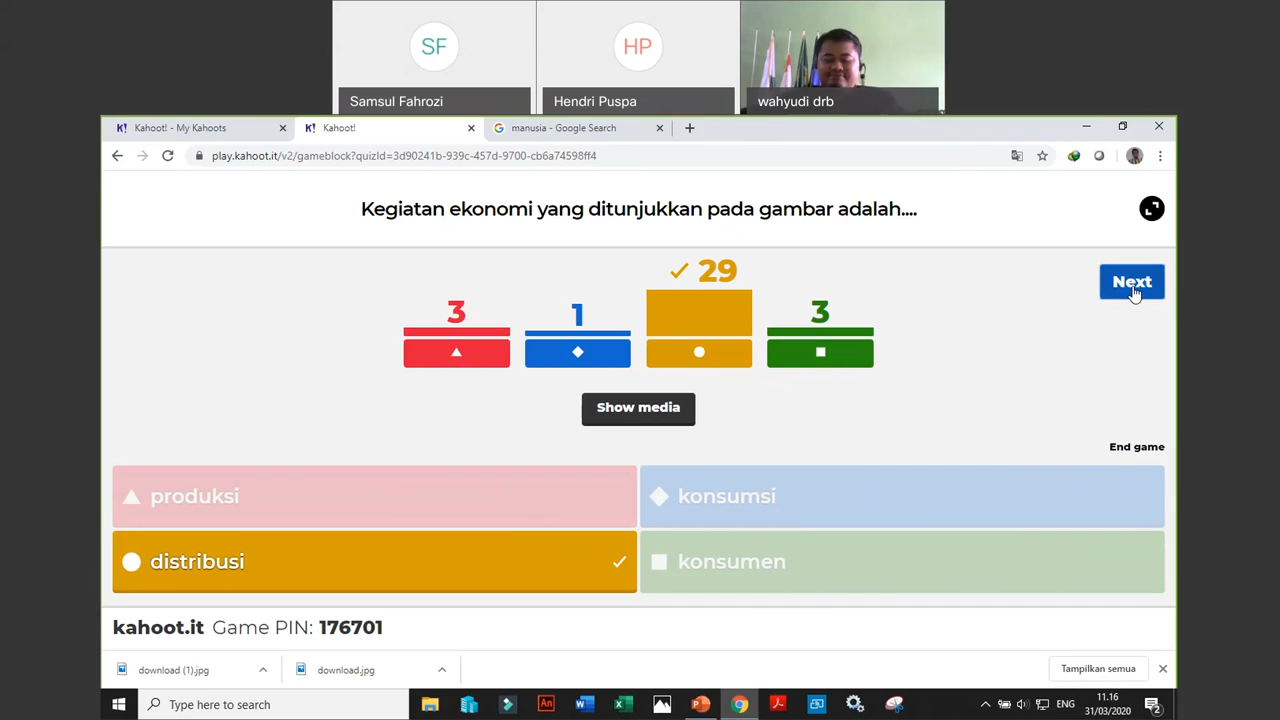 SF
HP
Samsul Fahrozi
Hendri Puspa
wahyudi drb
K! Kahoot! - My Kahoots
K! Kahoot!
G manusia - Google Search
play.kahoot.it/v2/gameblock?quizId=3d90241b-939c-457d-9700-cb6a74598ff4
Kegiatan ekonomi yang ditunjukkan pada gambar adalah....
29
Next
3
1
3
Show media
End game
produksi
konsumsi
distribusi
konsumen
kahoot.it Game PIN: 176701
download (1).jpg
download.jpg
Tampilkan semua
Type here to search
An
ENG
11.16
31/03/2020
2